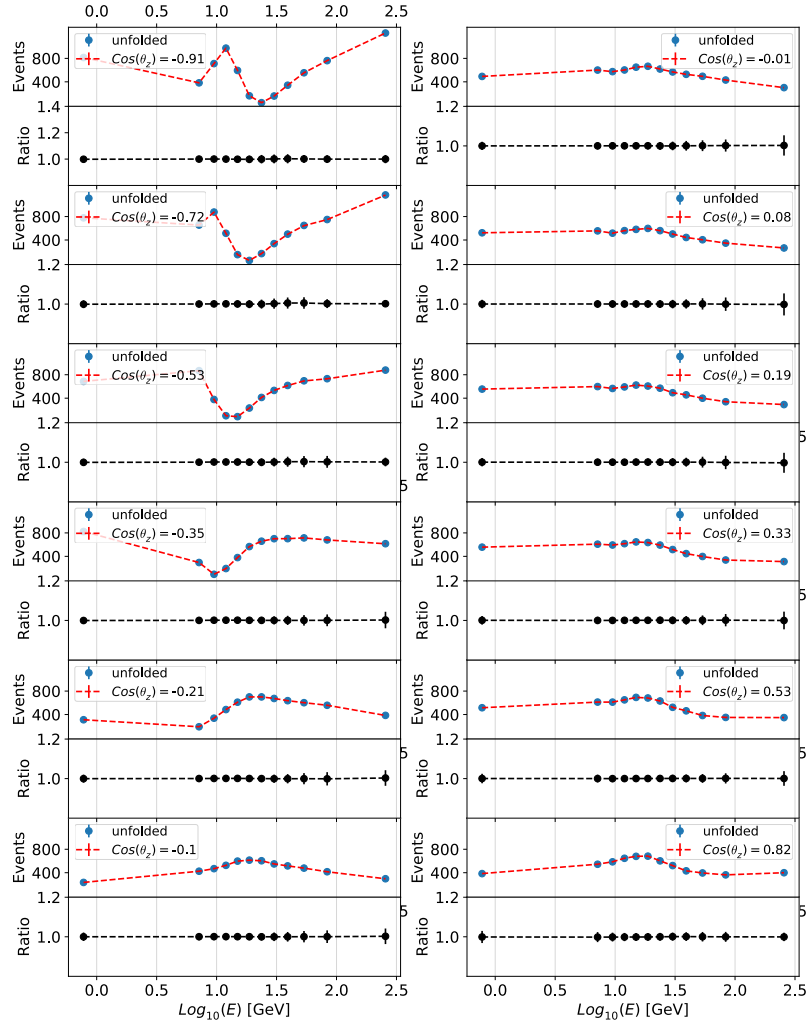 0.0 0.5 1.0 1.5 2.0 2.5
800
400
Events
unfolded
Cos(θz) = -0.91
1.4
1.2
1.0
Ratio
800
400
Events
unfolded
Cos(θz) = -0.72
1.2
1.0
Ratio
800
400
Events
unfolded
Cos(θz) = -0.53
1.2
1.0
Ratio
5
800
400
Events
unfolded
Cos(θz) = -0.35
1.2
1.0
Ratio
800
400
Events
unfolded
Cos(θz) = -0.21
1.2
1.0
Ratio
5
800
400
Events
unfolded
Cos(θz) = -0.1
1.2
1.0
Ratio
5
0.0 0.5 1.0 1.5 2.0 2.5
Log10(E) [GeV]
800
400
Events
unfolded
Cos(θz) = -0.01
1.2
1.0
Ratio
800
400
Events
unfolded
Cos(θz) = 0.08
1.2
1.0
Ratio
800
400
Events
unfolded
Cos(θz) = 0.19
1.2
1.0
Ratio
5
800
400
Events
unfolded
Cos(θz) = 0.33
1.2
1.0
Ratio
5
800
400
Events
unfolded
Cos(θz) = 0.53
1.2
1.0
Ratio
5
800
400
Events
unfolded
Cos(θz) = 0.82
1.2
1.0
Ratio
5
0.0 0.5 1.0 1.5 2.0 2.5
Log10(E) [GeV]